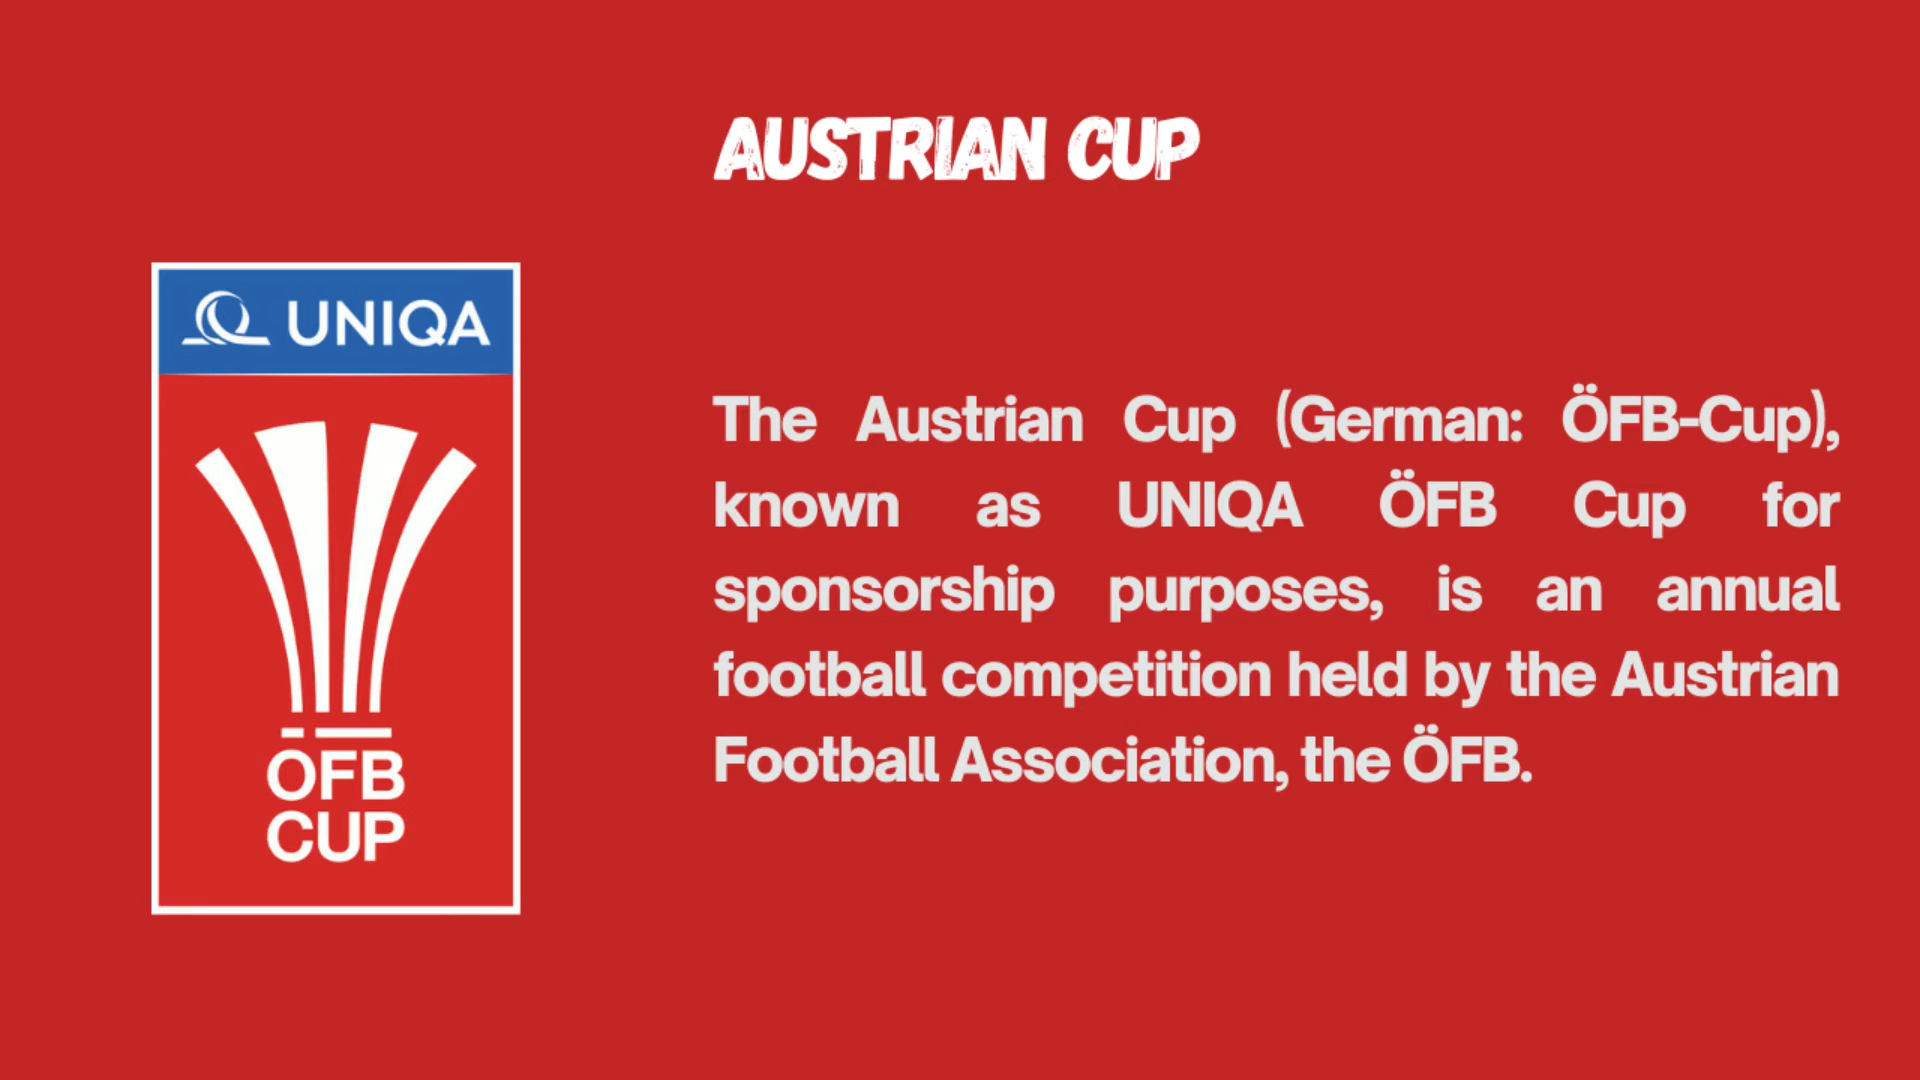 AUSTRIAN CUP
UNIQA
ÖFB
CUP
The Austrian Cup (German: ÖFB-Cup),
known as UNIQA ÖFB Cup for
sponsorship purposes, is an annual
football competition held by the Austrian
Football Association, the ÖFB.